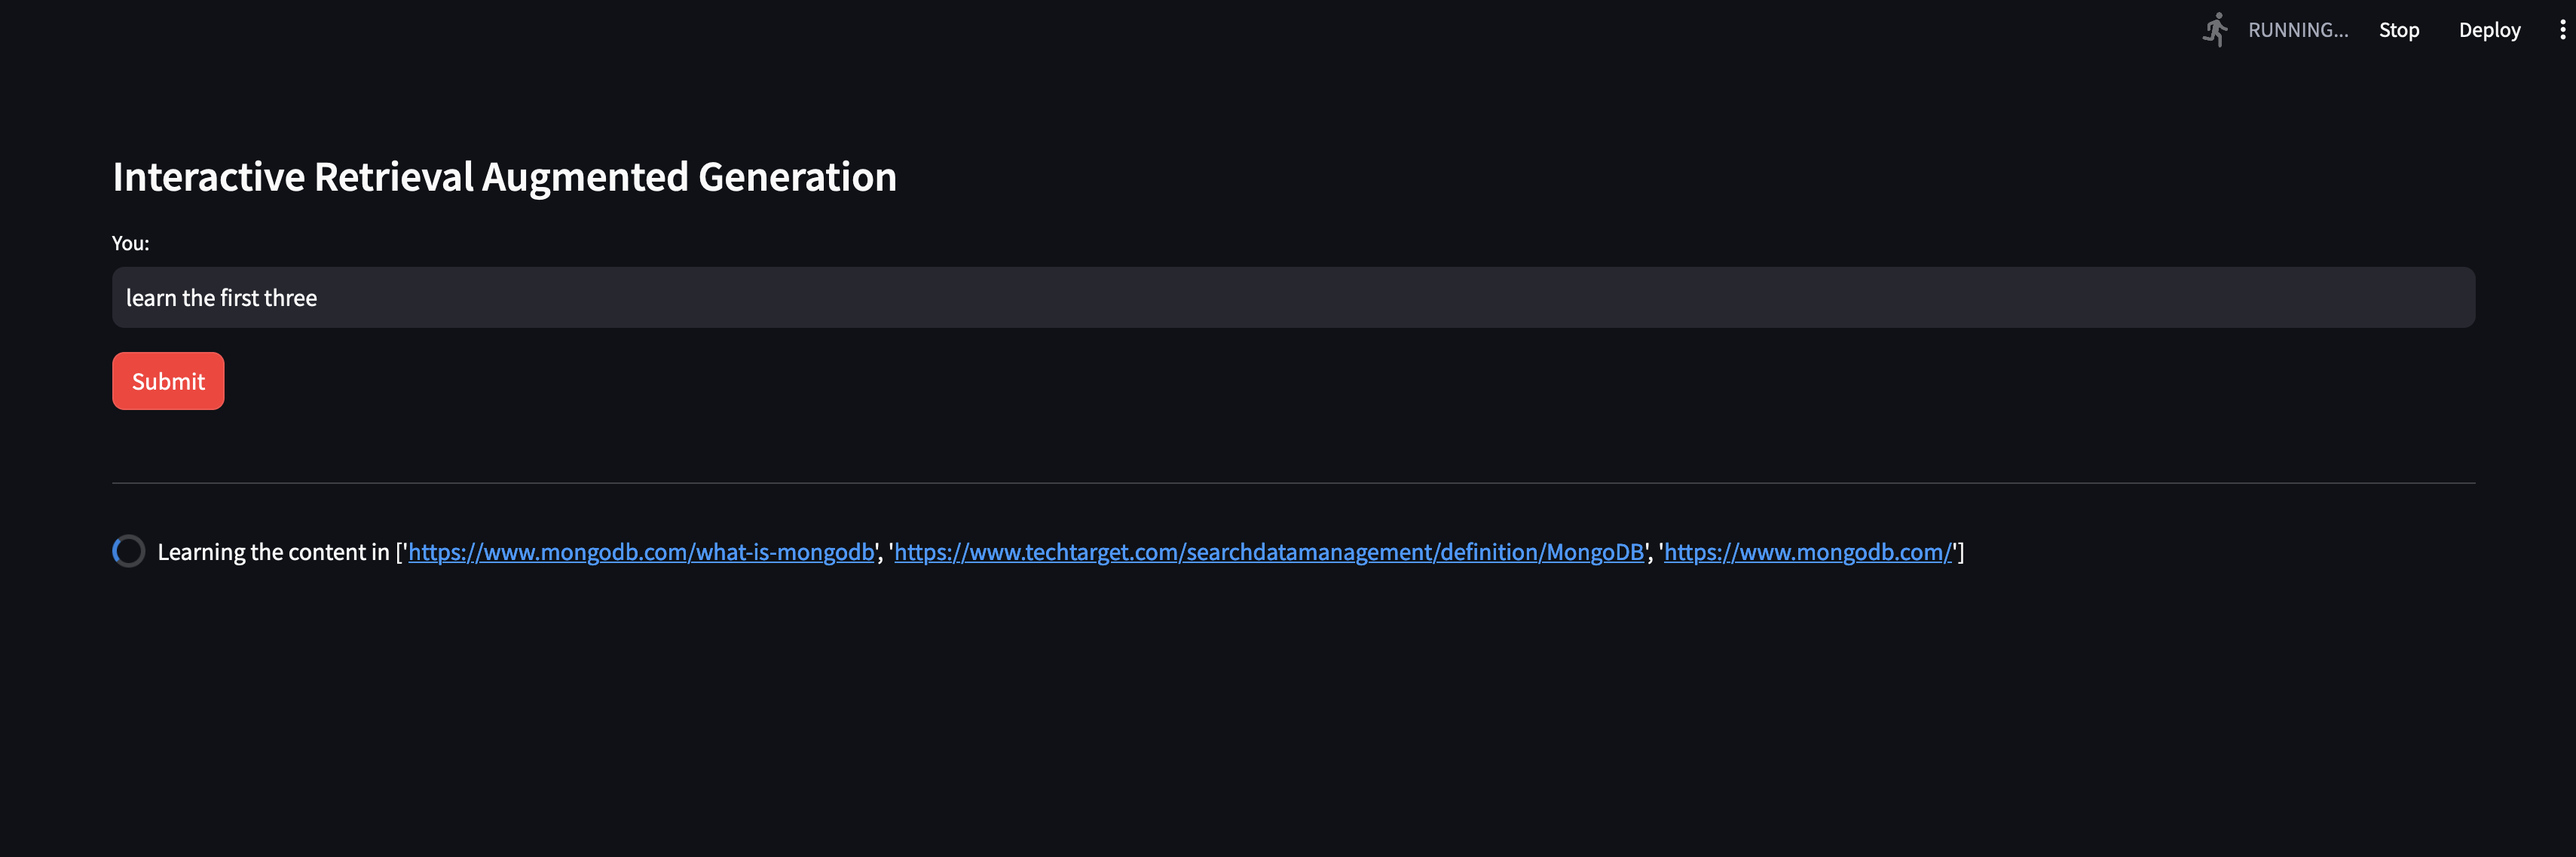 RUNNING... Stop Deploy
Interactive Retrieval Augmented Generation
You:
learn the first three
Submit
Learning the content in ['https://www.mongodb.com/what-is-mongodb', 'https://www.techtarget.com/searchdatamanagement/definition/MongoDB', 'https://www.mongodb.com/']